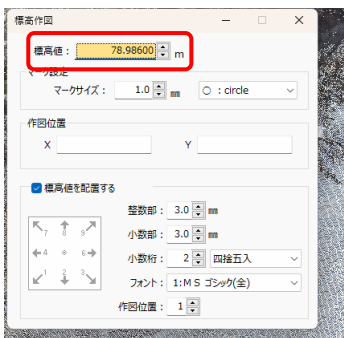 標高作図
標高値： 78.98600 m
マーク設定
マークサイズ： 1.0 ㎜ ○ : circle
作図位置
X Y
標高値を配置する
整数部： 3.0 ㎜
7 8 9
小数部： 3.0 ㎜
4 6
小数桁： 2 四捨五入
1 2 3
フォント： 1:ＭＳ ゴシック(全)
作図位置： 1